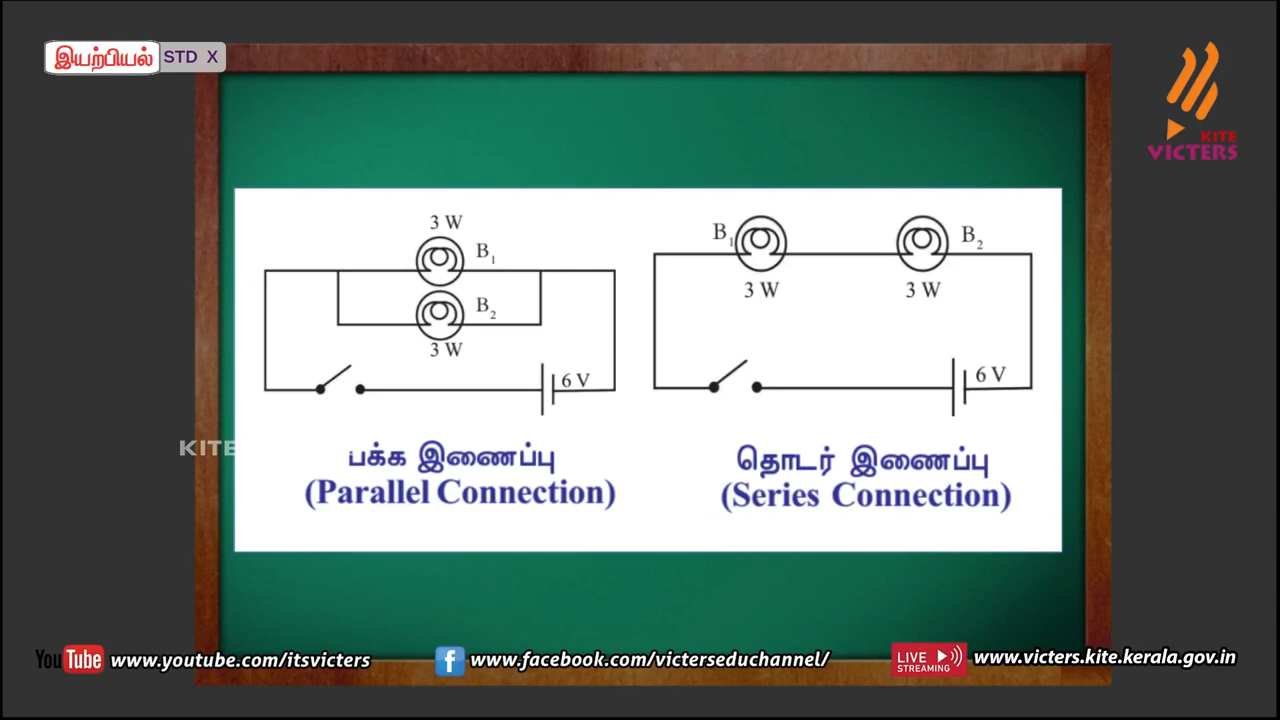 இயற்பியல் STD X
KITE
VICTERS
3 W
B1
B2
3 W
6 V
B1
B2
3 W
3 W
6 V
KITE
பக்க இணைப்பு
(Parallel Connection)
தொடர் இணைப்பு
(Series Connection)
YouTube www.youtube.com/itsvicters
f www.facebook.com/victerseduchannel/
LIVE STREAMING www.victers.kite.kerala.gov.in